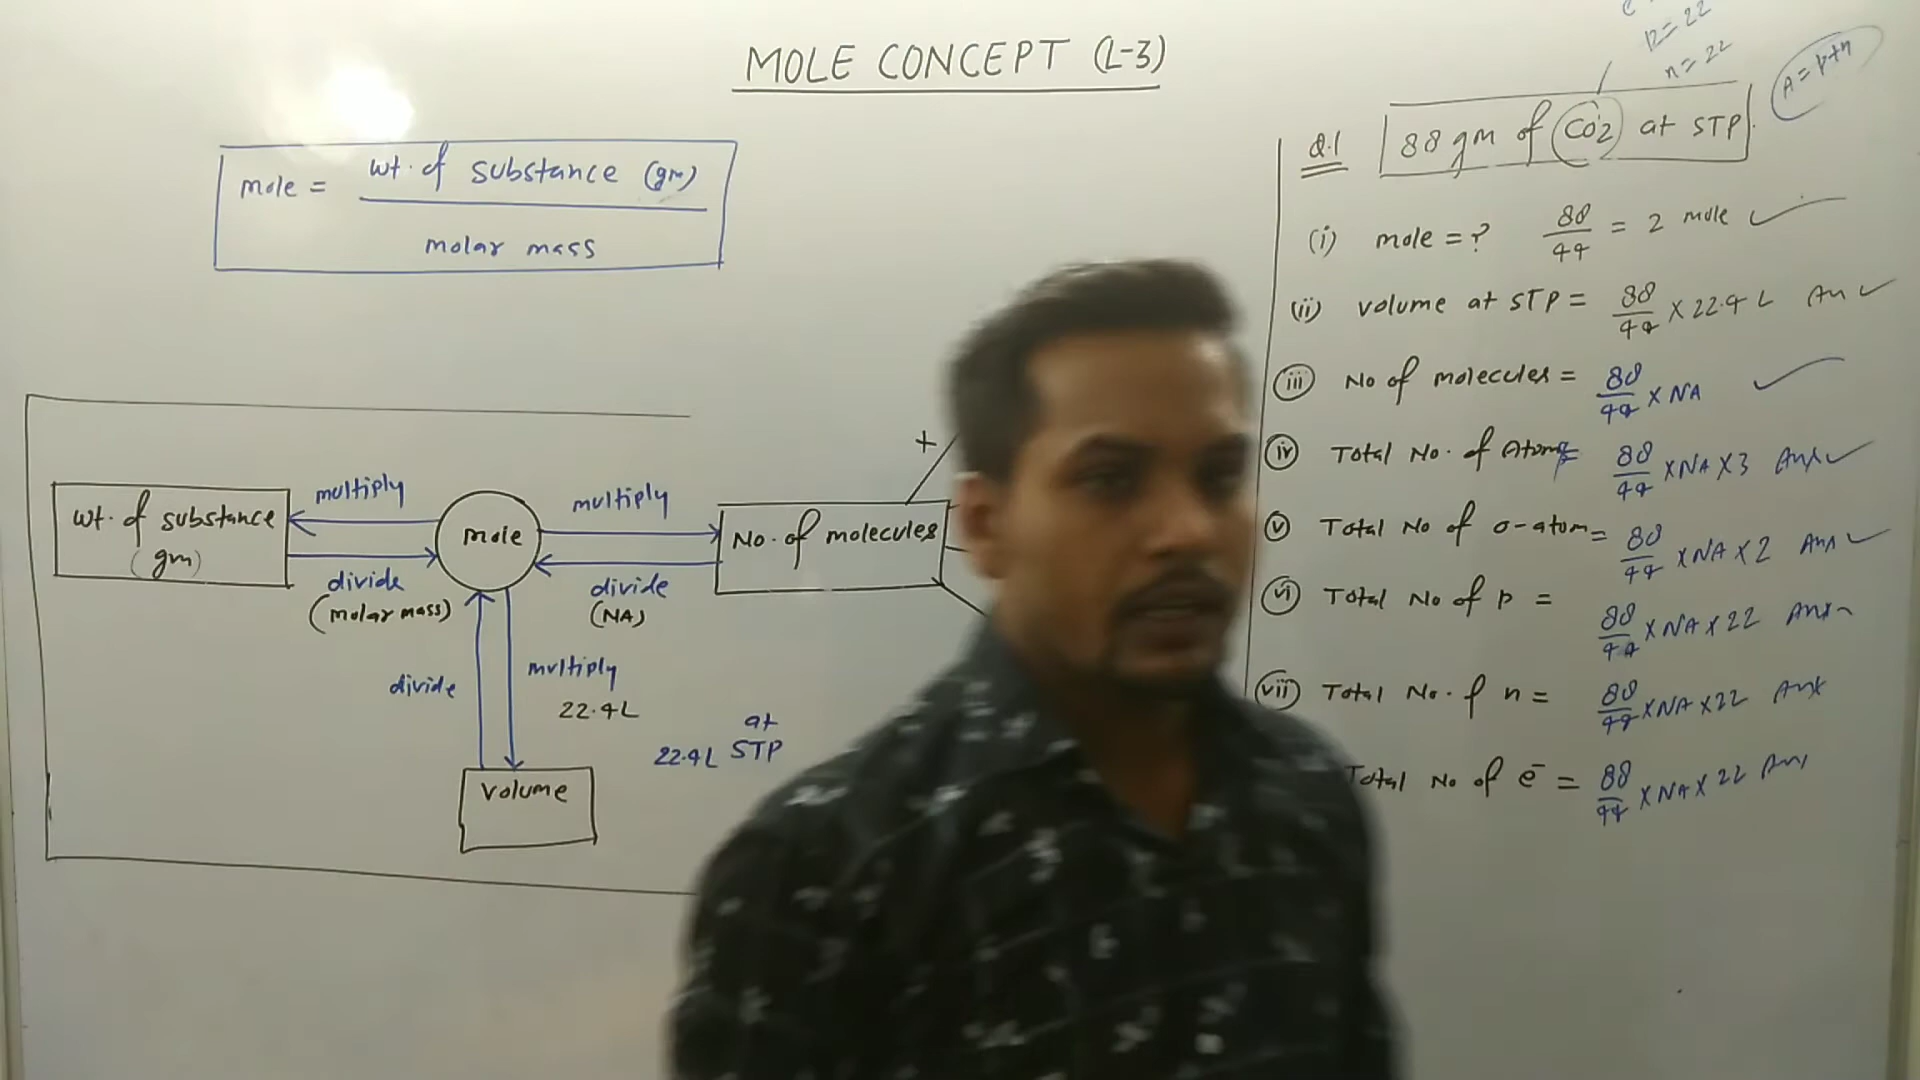 MOLE CONCEPT (L-3)
mole = wt. of substance (gm)
molar mass
wt. of substance
(gm)
multiply
divide
(molar mass)
mole
multiply
divide
(NA)
No. of molecules
+
divide
multiply
22.4L
at
22.4L STP
volume
p=22
n=22
A=p+n
Q.1 88 gm of CO2 at STP
(i) mole = ? 88/44 = 2 mole
(ii) volume at STP = 88/44 × 22.4 L An
(iii) No of molecules = 88/44 × NA
(iv) Total No. of Atom = 88/44 × NA × 3 Ans
(v) Total No of o-atom = 88/44 × NA × 2 Ans
(vi) Total No of p = 88/44 × NA × 22 Ans
(vii) Total No. of n = 88/44 × NA × 22 Ans
Total No of e⁻ = 88/44 × NA × 22 Ans